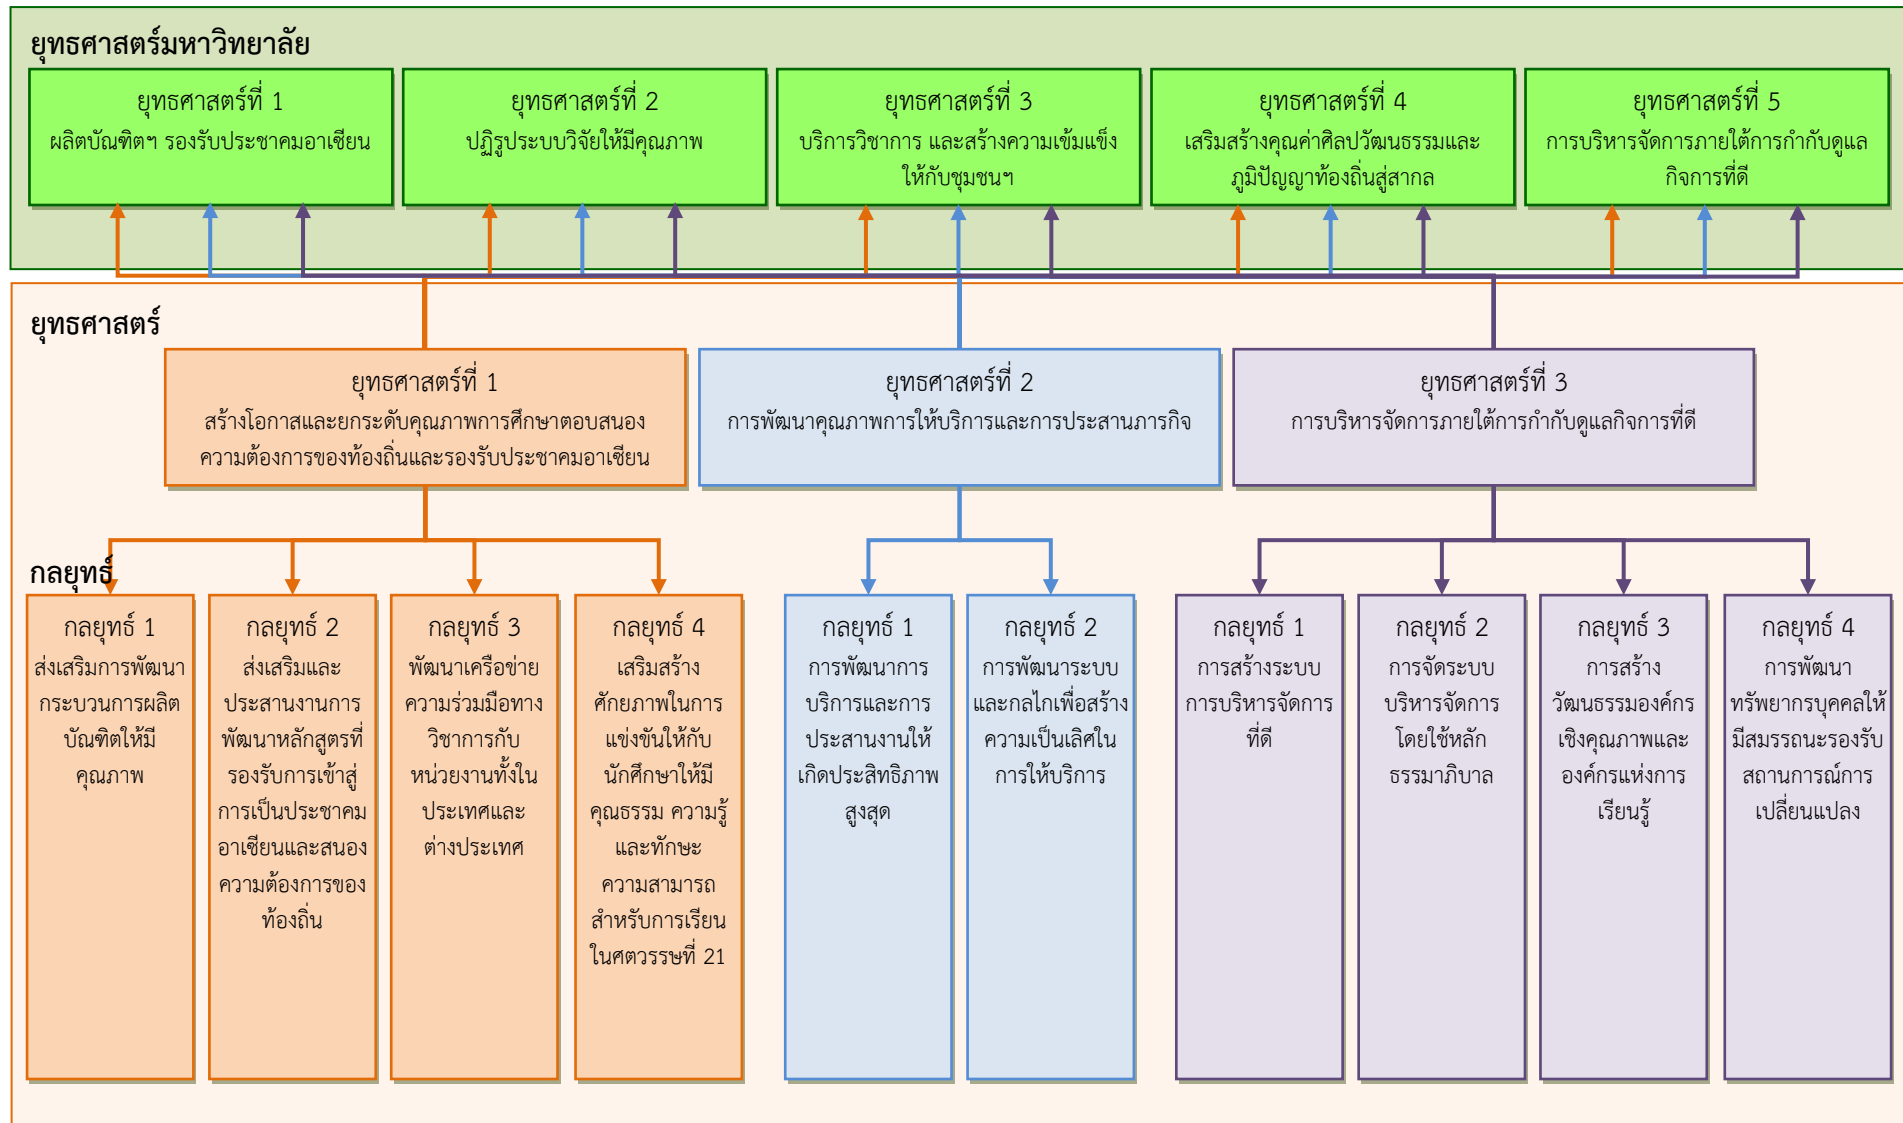 ยุทธศาสตร์มหาวิทยาลัย
ยุทธศาสตร์ที่ 1
ผลิตบัณฑิตฯ รองรับประชาคมอาเซียน
ยุทธศาสตร์ที่ 2
ปฏิรูประบบวิจัยให้มีคุณภาพ
ยุทธศาสตร์ที่ 3
บริการวิชาการ และสร้างความเข้มแข็ง
ให้กับชุมชนฯ
ยุทธศาสตร์ที่ 4
เสริมสร้างคุณค่าศิลปวัฒนธรรมและ
ภูมิปัญญาท้องถิ่นสู่สากล
ยุทธศาสตร์ที่ 5
การบริหารจัดการภายใต้การกำกับดูแล
กิจการที่ดี
ยุทธศาสตร์
ยุทธศาสตร์ที่ 1
สร้างโอกาสและยกระดับคุณภาพการศึกษาตอบสนอง
ความต้องการของท้องถิ่นและรองรับประชาคมอาเซียน
ยุทธศาสตร์ที่ 2
การพัฒนาคุณภาพการให้บริการและการประสานภารกิจ
ยุทธศาสตร์ที่ 3
การบริหารจัดการภายใต้การกำกับดูแลกิจการที่ดี
กลยุทธ์
กลยุทธ์ 1
ส่งเสริมการพัฒนา
กระบวนการผลิต
บัณฑิตให้มี
คุณภาพ
กลยุทธ์ 2
ส่งเสริมและ
ประสานงานการ
พัฒนาหลักสูตรที่
รองรับการเข้าสู่
การเป็นประชาคม
อาเซียนและสนอง
ความต้องการของ
ท้องถิ่น
กลยุทธ์ 3
พัฒนาเครือข่าย
ความร่วมมือทาง
วิชาการกับ
หน่วยงานทั้งใน
ประเทศและ
ต่างประเทศ
กลยุทธ์ 4
เสริมสร้าง
ศักยภาพในการ
แข่งขันให้กับ
นักศึกษาให้มี
คุณธรรม ความรู้
และทักษะ
ความสามารถ
สำหรับการเรียน
ในศตวรรษที่ 21
กลยุทธ์ 1
การพัฒนาการ
บริการและการ
ประสานงานให้
เกิดประสิทธิภาพ
สูงสุด
กลยุทธ์ 2
การพัฒนาระบบ
และกลไกเพื่อสร้าง
ความเป็นเลิศใน
การให้บริการ
กลยุทธ์ 1
การสร้างระบบ
การบริหารจัดการ
ที่ดี
กลยุทธ์ 2
การจัดระบบ
บริหารจัดการ
โดยใช้หลัก
ธรรมาภิบาล
กลยุทธ์ 3
การสร้าง
วัฒนธรรมองค์กร
เชิงคุณภาพและ
องค์กรแห่งการ
เรียนรู้
กลยุทธ์ 4
การพัฒนา
ทรัพยากรบุคคลให้
มีสมรรถนะรองรับ
สถานการณ์การ
เปลี่ยนแปลง